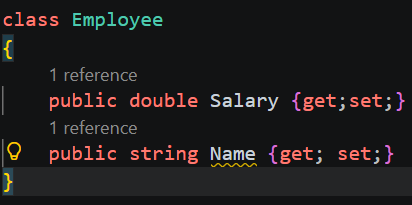 class Employee
{
1 reference
public double Salary {get;set;}
1 reference
public string Name {get; set;}
}